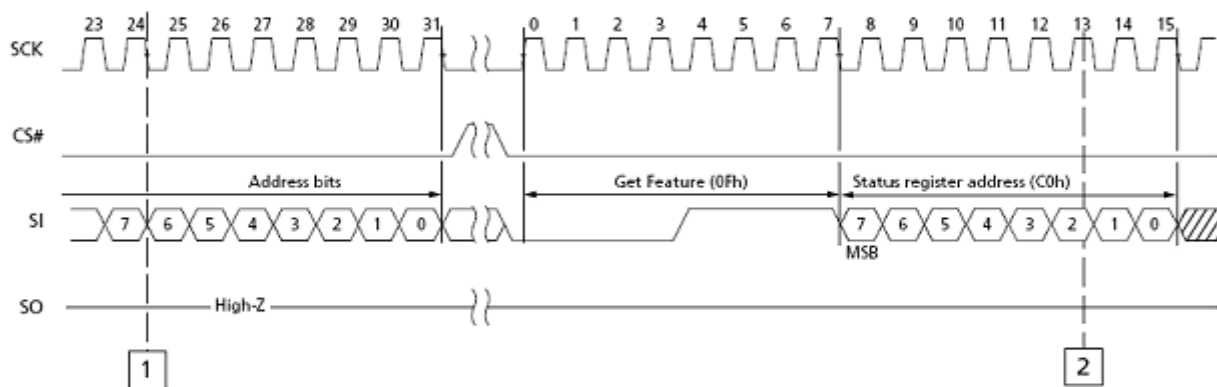 23 24 25 26 27 28 29 30 31 0 1 2 3 4 5 6 7 8 9 10 11 12 13 14 15
SCK
CS#
Address bits Get Feature (0Fh) Status register address (C0h)
SI 7 6 5 4 3 2 1 0 7 6 5 4 3 2 1 0
MSB
SO High-Z
1 2